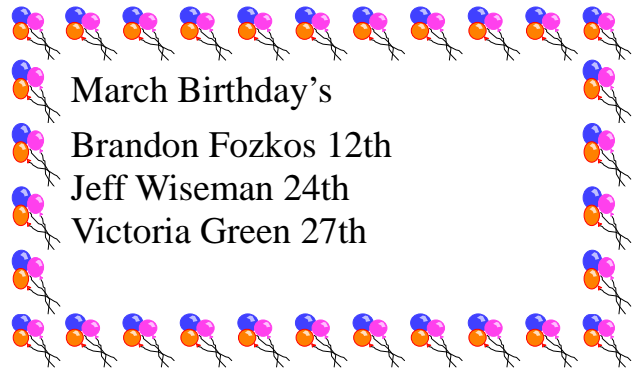 March Birthday’s
Brandon Fozkos 12th
Jeff Wiseman 24th
Victoria Green 27th